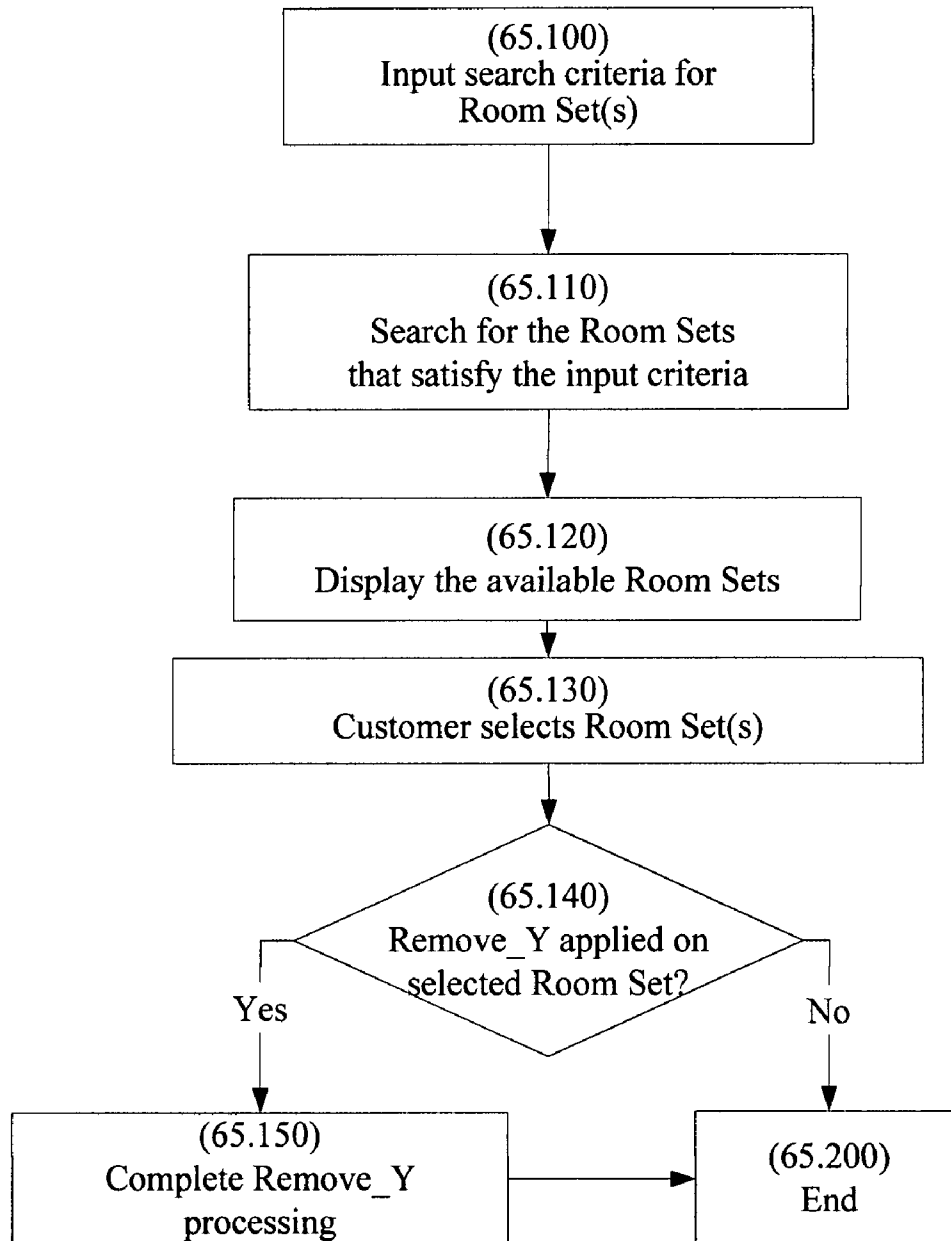 (65.100)
Input search criteria for
Room Set(s)
(65.110)
Search for the Room Sets
that satisfy the input criteria
(65.120)
Display the available Room Sets
(65.130)
Customer selects Room Set(s)
(65.140)
Remove_Y applied on
selected Room Set?
Yes
No
(65.150)
Complete Remove_Y
processing
(65.200)
End